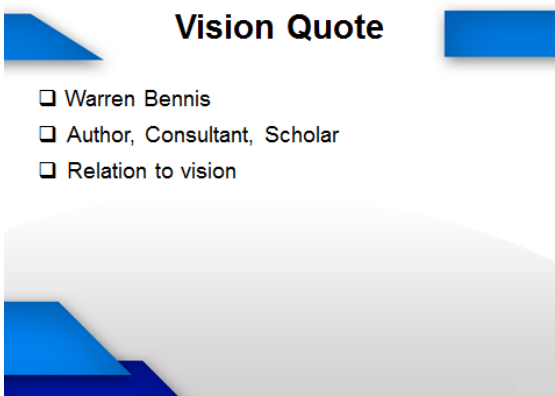 Vision Quote
❑ Warren Bennis
❑ Author, Consultant, Scholar
❑ Relation to vision